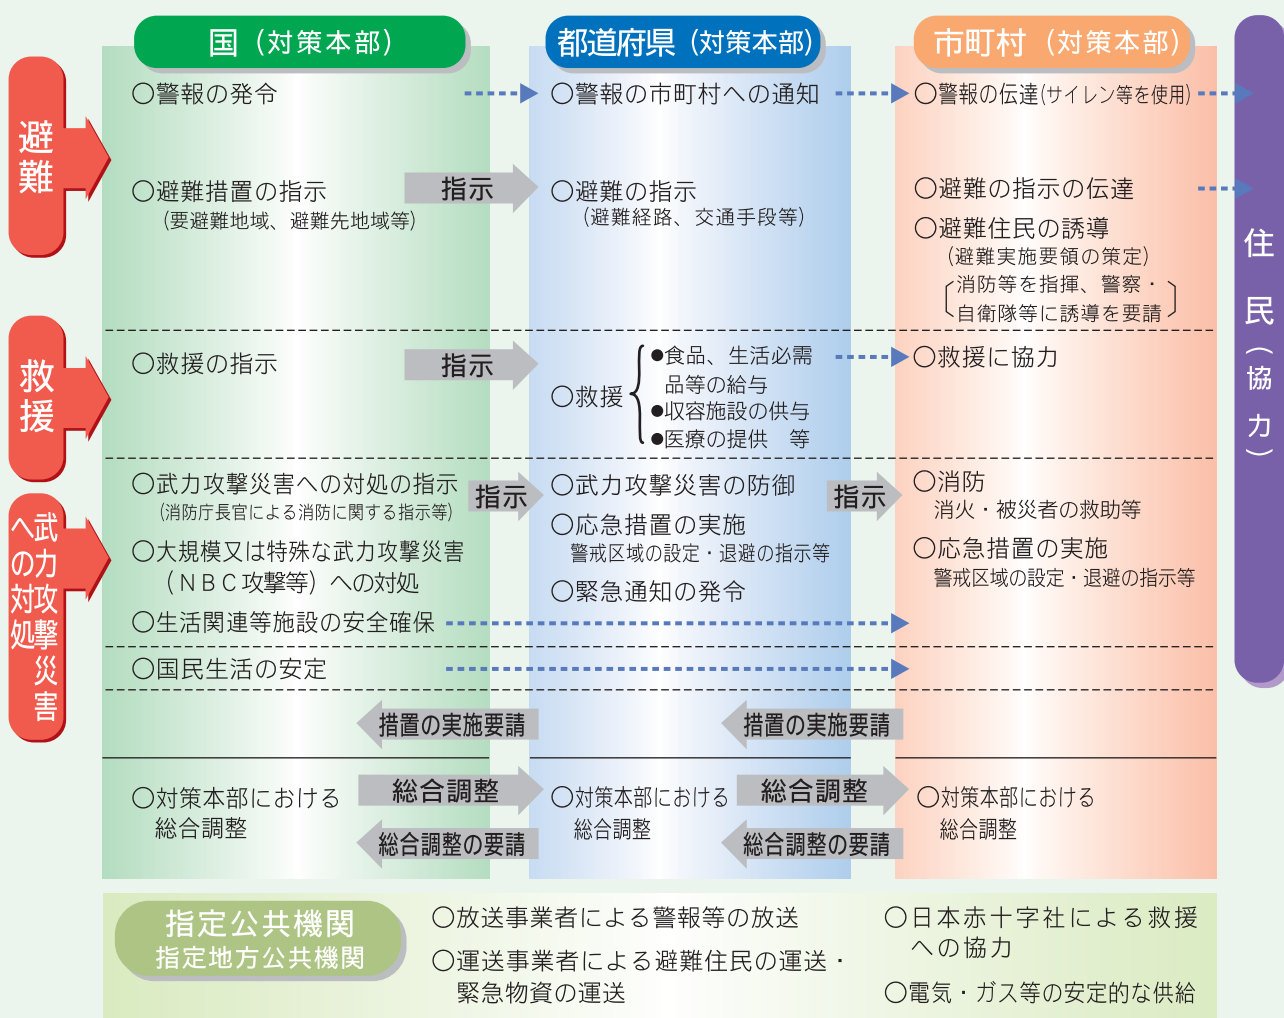 国（対策本部）
都道府県（対策本部）
市町村（対策本部）
避難
○警報の発令
○警報の市町村への通知
○警報の伝達(サイレン等を使用)
○避難措置の指示
（要避難地域、避難先地域等）
指示
○避難の指示
（避難経路、交通手段等）
○避難の指示の伝達
○避難住民の誘導
（避難実施要領の策定）
消防等を指揮、警察・
自衛隊等に誘導を要請
住民（協力）
救援
○救援の指示
指示
○救援
●食品、生活必需
品等の給与
●収容施設の供与
●医療の提供　等
○救援に協力
武力攻撃災害
への対処
○武力攻撃災害への対処の指示
（消防庁長官による消防に関する指示等）
○大規模又は特殊な武力攻撃災害
（ＮＢＣ攻撃等）への対処
○生活関連等施設の安全確保
指示
○武力攻撃災害の防御
○応急措置の実施
警戒区域の設定・退避の指示等
○緊急通知の発令
指示
○消防
消火・被災者の救助等
○応急措置の実施
警戒区域の設定・退避の指示等
○国民生活の安定
措置の実施要請
措置の実施要請
○対策本部における
総合調整
総合調整
総合調整の要請
○対策本部における
総合調整
総合調整
総合調整の要請
○対策本部における
総合調整
指定公共機関
指定地方公共機関
○放送事業者による警報等の放送
○運送事業者による避難住民の運送・
緊急物資の運送
○日本赤十字社による救援
への協力
○電気・ガス等の安定的な供給